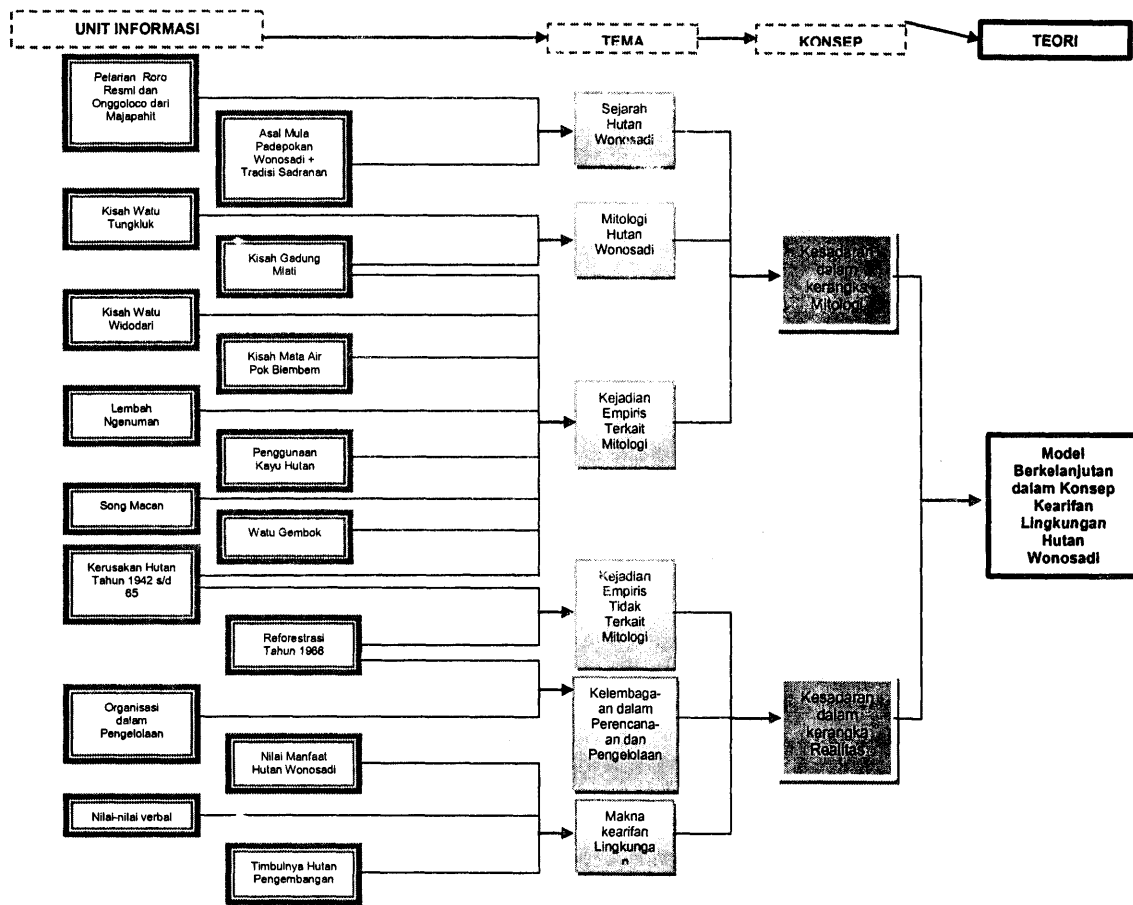 UNIT INFORMASI
TEMA
KONSEP
TEORI
Pelarian Roro
Resmi dan
Onggoloco dari
Majapahit
Asal Mula
Padepokan
Wonosadi +
Tradisi Sadranan
Kisah Watu
Tungkluk
Kisah Gadung
Mlati
Kisah Watu
Widodari
Kisah Mata Air
Pok Blembem
Lembah
Ngenuman
Penggunaan
Kayu Hutan
Song Macan
Watu Gembok
Kerusakan Hutan
Tahun 1942 s/d
65
Reforestrasi
Tahun 1966
Organisasi
dalam
Pengelolaan
Nilai Manfaat
Hutan Wonosadi
Nilai-nilai verbal
Timbulnya Hutan
Pengembangan
Sejarah
Hutan
Wonosadi
Mitologi
Hutan
Wonosadi
Kejadian
Empiris
Terkait
Mitologi
Kejadian
Empiris
Tidak
Terkait
Mitologi
Kelembaga-
an dalam
Perencana-
an dan
Pengelolaan
Makna
kearifan
Lingkunga
n
Kesadaran
dalam
kerangka
Mitologi
Kesadaran
dalam
kerangka
Realitas
Model
Berkelanjutan
dalam Konsep
Kearifan
Lingkungan
Hutan
Wonosadi